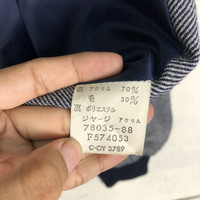 表 アクリル 70%
毛 30%
裏 ポリエステル
ジャージ アクリル
78035-88
F574053
C-OY 3789